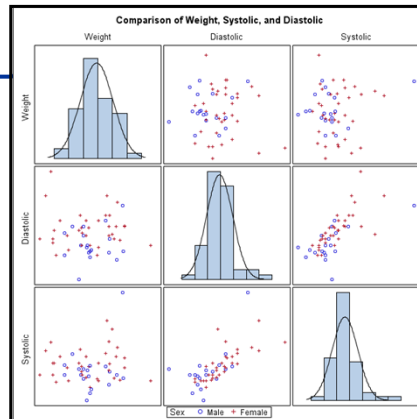 Comparison of Weight, Systolic, and Diastolic
Weight
Diastolic
Systolic
Weight
Diastolic
Systolic
Sex Male Female